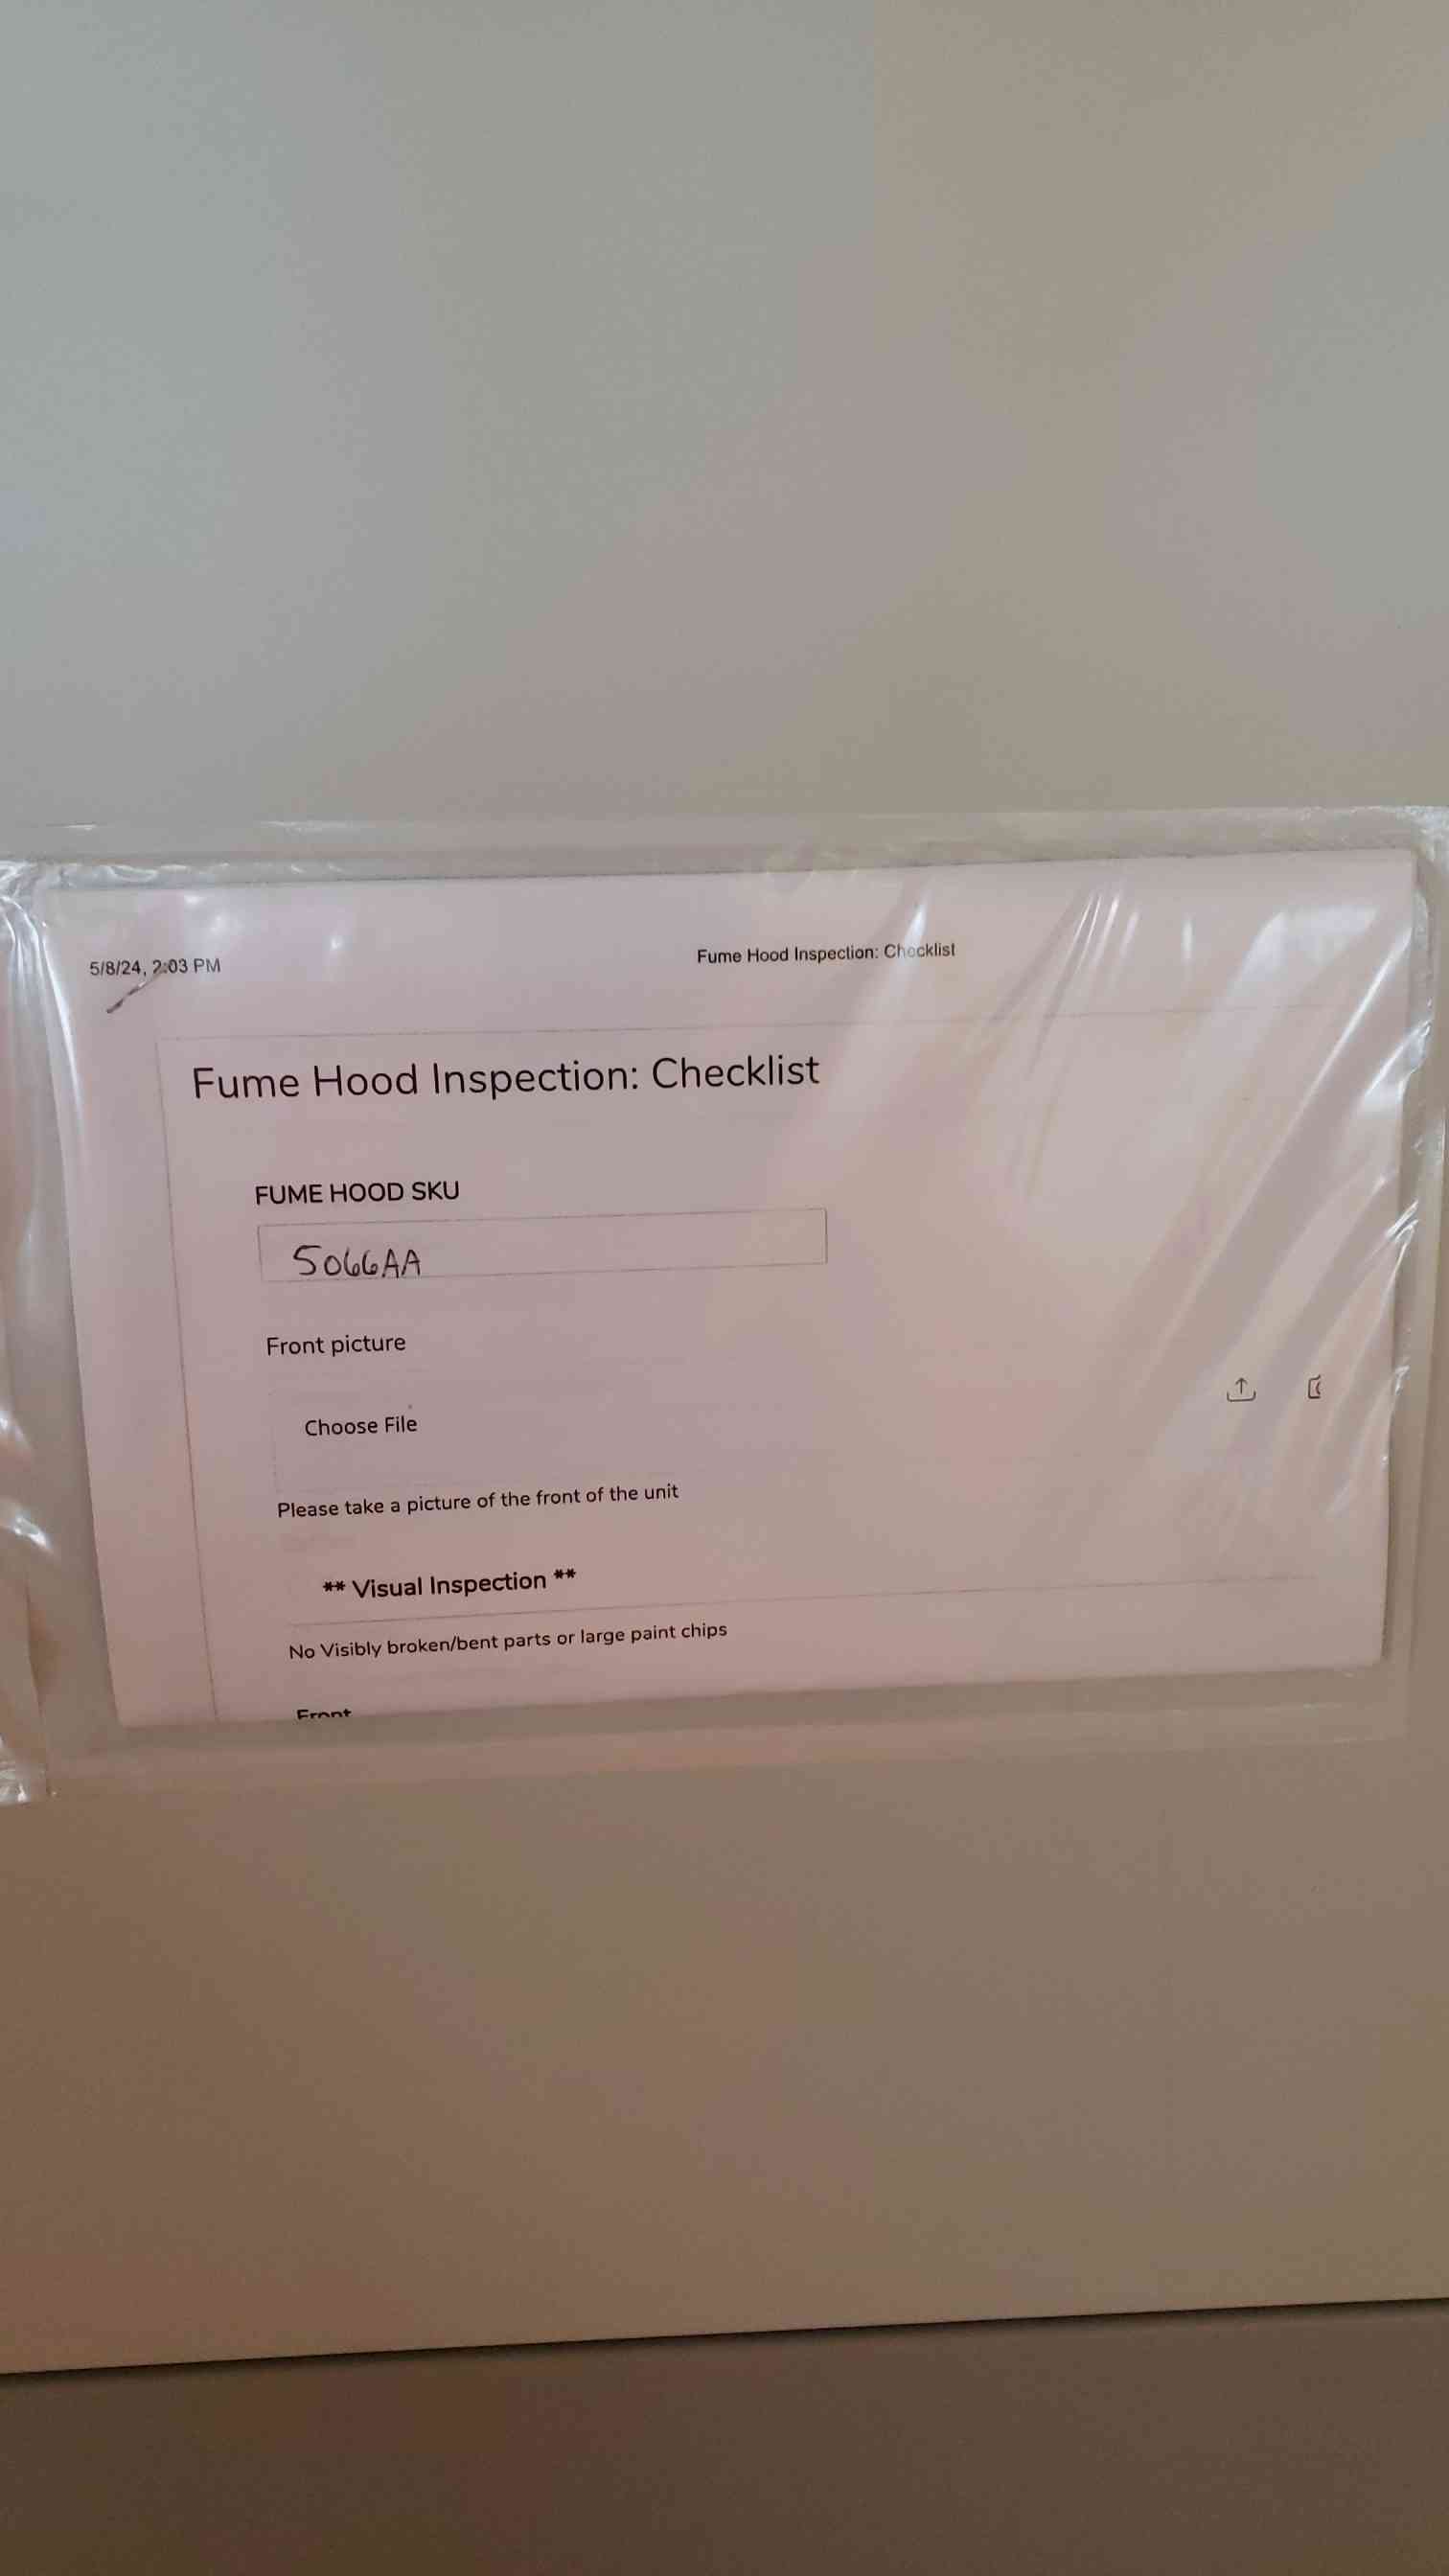 5/8/24, 2:03 PM Fume Hood Inspection: Checklist
Fume Hood Inspection: Checklist
FUME HOOD SKU
5066AA
Front picture
Choose File
Please take a picture of the front of the unit
** Visual Inspection **
No Visibly broken/bent parts or large paint chips
Front